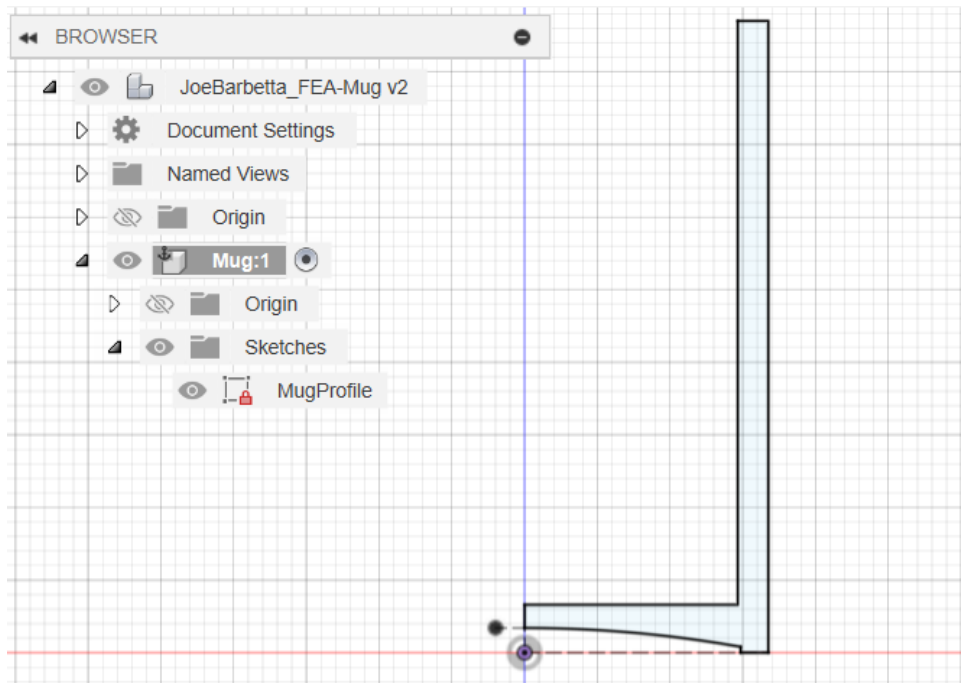 BROWSER
JoeBarbetta_FEA-Mug v2
Document Settings
Named Views
Origin
Mug:1
Origin
Sketches
MugProfile